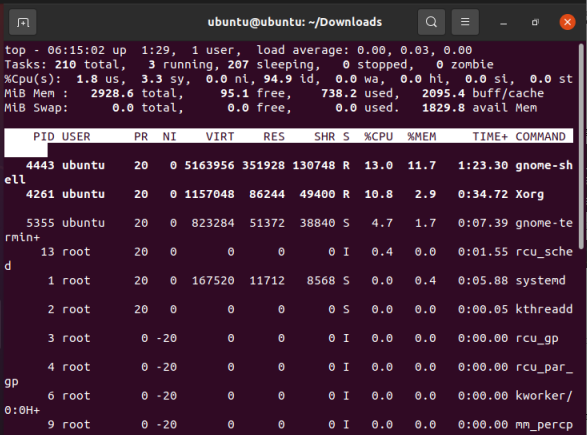 ubuntu@ubuntu: ~/Downloads
top - 06:15:02 up  1:29,  1 user,  load average: 0.00, 0.03, 0.00
Tasks: 210 total,   3 running, 207 sleeping,   0 stopped,   0 zombie
%Cpu(s):  1.8 us,  3.3 sy,  0.0 ni, 94.9 id,  0.0 wa,  0.0 hi,  0.0 si,  0.0 st
MiB Mem :   2928.6 total,     95.1 free,    738.2 used,   2095.4 buff/cache
MiB Swap:      0.0 total,      0.0 free,      0.0 used.   1829.8 avail Mem
PID USER      PR  NI    VIRT    RES    SHR S  %CPU  %MEM     TIME+ COMMAND
4443 ubuntu    20   0 5163956 351928 130748 R  13.0  11.7   1:23.30 gnome-sh
ell
4261 ubuntu    20   0 1157048  86244  49400 R  10.8   2.9   0:34.72 Xorg
5355 ubuntu    20   0  823284  51372  38840 S   4.7   1.7   0:07.39 gnome-te
rmin+
13 root      20   0       0      0      0 I   0.4   0.0   0:01.55 rcu_sche
d
1 root      20   0  167520  11712   8568 S   0.0   0.4   0:05.88 systemd
2 root      20   0       0      0      0 S   0.0   0.0   0:00.05 kthreadd
3 root       0 -20       0      0      0 I   0.0   0.0   0:00.00 rcu_gp
4 root       0 -20       0      0      0 I   0.0   0.0   0:00.00 rcu_par_
gp
6 root       0 -20       0      0      0 I   0.0   0.0   0:00.00 kworker/
0:0H+
9 root       0 -20       0      0      0 I   0.0   0.0   0:00.00 mm_percp